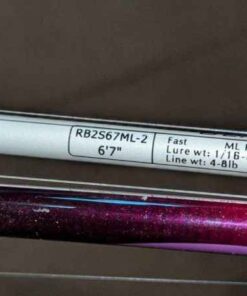 RB2S67ML-2
6'7"
Fast ML
Lure wt: 1/16-
Line wt: 4-8lb